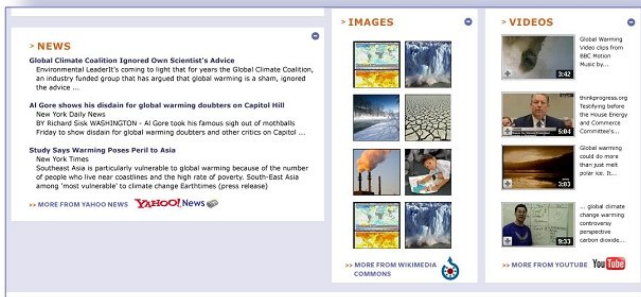 > NEWS
Global Climate Coalition Ignored Own Scientist's Advice
Environmental LeaderIt's coming to light that for years the Global Climate Coalition,
an industry funded group that has argued that global warming is a sham, ignored
the advice ...
Al Gore shows his disdain for global warming doubters on Capitol Hill
New York Daily News
BY Richard Sisk WASHINGTON - Al Gore took his famous sigh out of mothballs
Friday to show disdain for global warming doubters and other critics on Capitol ...
Study Says Warming Poses Peril to Asia
New York Times
Southeast Asia is particularly vulnerable to global warming because of the number
of people who live near coastlines and the high rate of poverty. South-East Asia
among 'most vulnerable' to climate change Earthtimes (press release)
>> MORE FROM YAHOO NEWS YAHOO! News
> IMAGES
>> MORE FROM WIKIMEDIA
COMMONS
> VIDEOS
3:42
Global Warming
Video clips from
BBC Motion
Music by...
5:04
thinkprogress.org
Testifying before
the House Energy
and Commerce
Committee's...
3:03
Global warming
could do more
than just melt
polar ice. It...
9:33
... global climate
change warming
controversy
perspective
carbon dioxide...
>> MORE FROM YOUTUBE YouTube